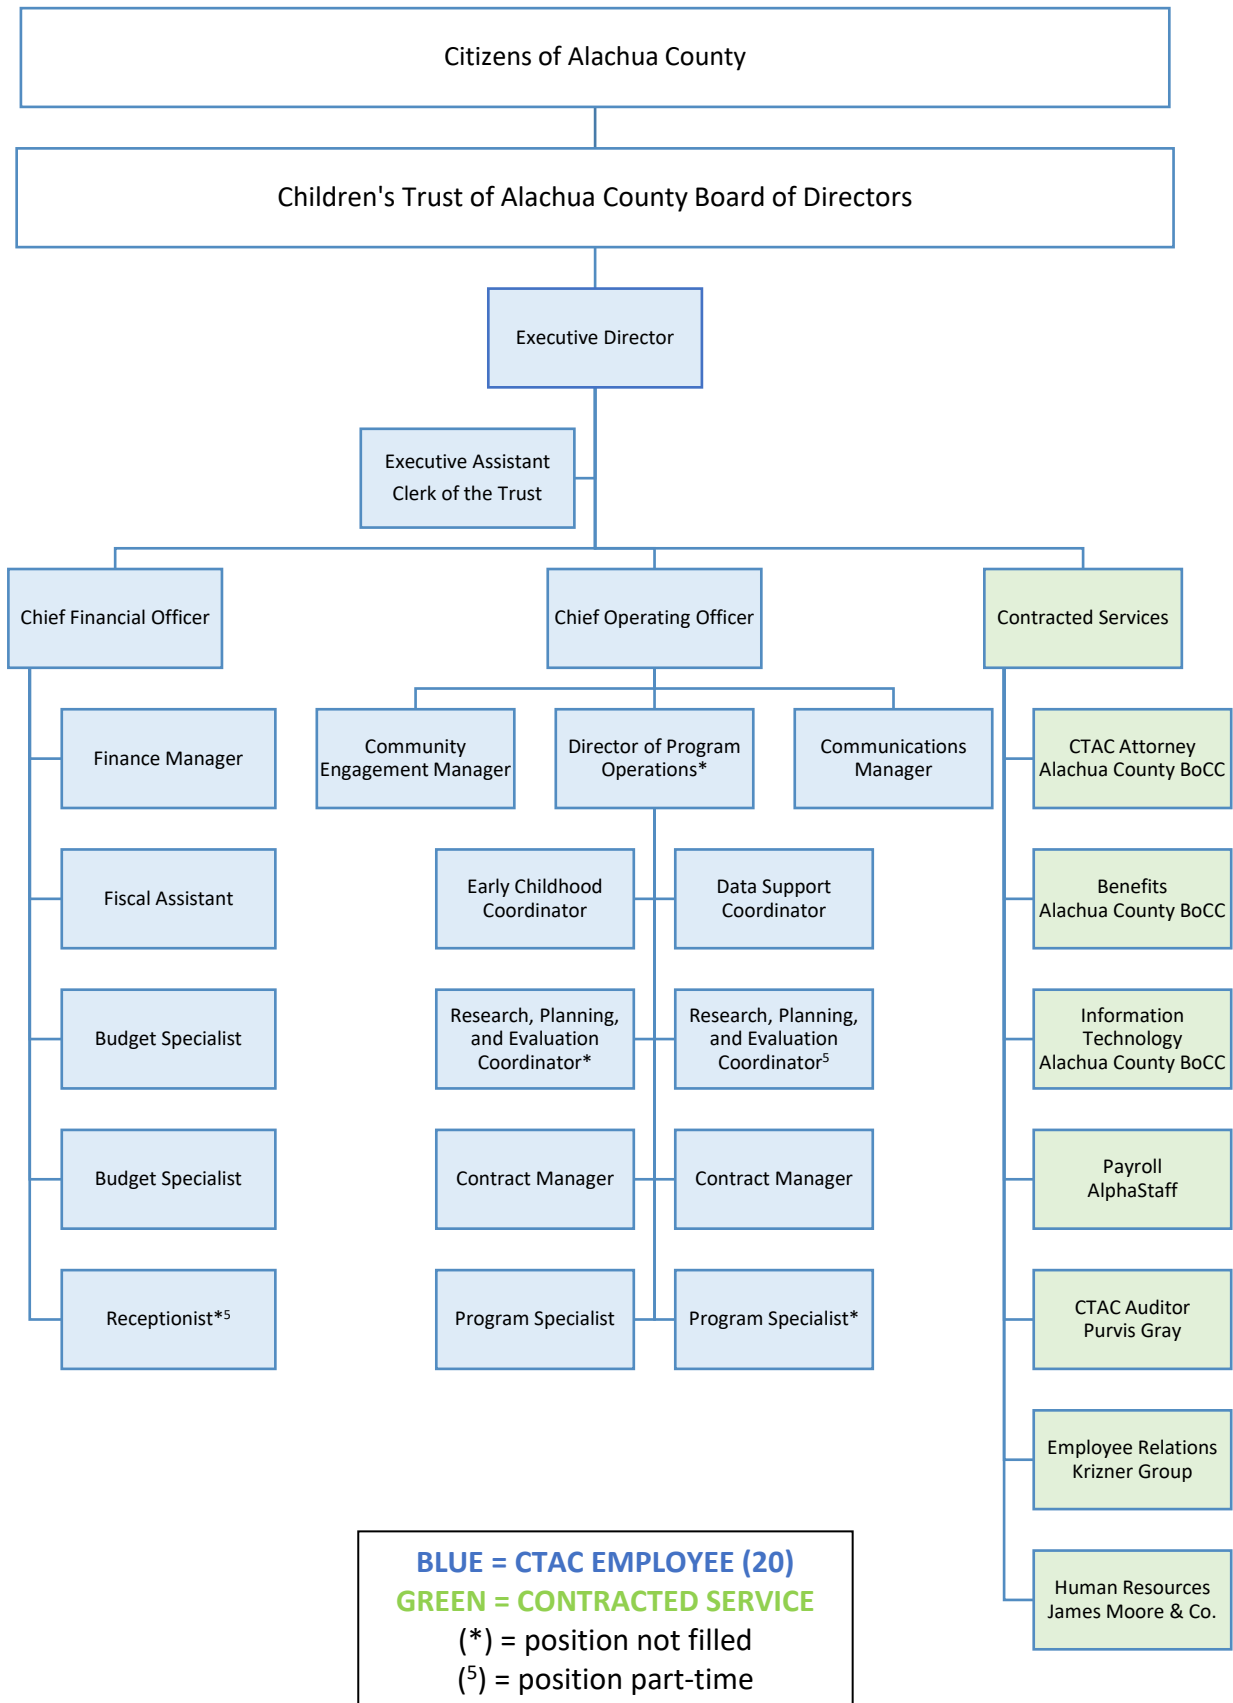 Citizens of Alachua County
Children's Trust of Alachua County Board of Directors
Executive Director
Executive Assistant
Clerk of the Trust
Chief Financial Officer
Chief Operating Officer
Contracted Services
Finance Manager
Community
Engagement Manager
Director of Program
Operations*
Communications
Manager
CTAC Attorney
Alachua County BoCC
Fiscal Assistant
Early Childhood
Coordinator
Data Support
Coordinator
Benefits
Alachua County BoCC
Budget Specialist
Research, Planning,
and Evaluation
Coordinator*
Research, Planning,
and Evaluation
Coordinator⁵
Information
Technology
Alachua County BoCC
Budget Specialist
Contract Manager
Contract Manager
Payroll
AlphaStaff
Receptionist*⁵
Program Specialist
Program Specialist*
CTAC Auditor
Purvis Gray
Employee Relations
Krizner Group
Human Resources
James Moore & Co.
BLUE = CTAC EMPLOYEE (20)
GREEN = CONTRACTED SERVICE
(*) = position not filled
(⁵) = position part-time